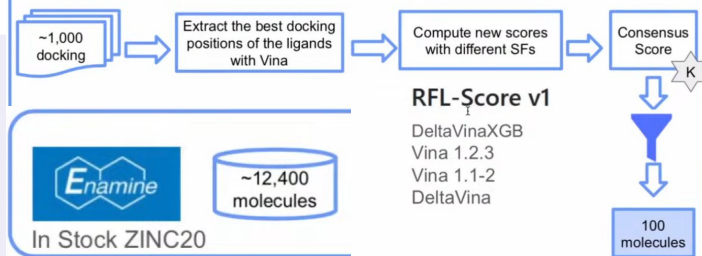 ~1,000
docking
Extract the best docking
positions of the ligands
with Vina
Compute new scores
with different SFs
Consensus
Score
K
RFL-Score v1
DeltaVinaXGB
Vina 1.2.3
Vina 1.1-2
DeltaVina
Enamine
~12,400
molecules
In Stock ZINC20
100
molecules